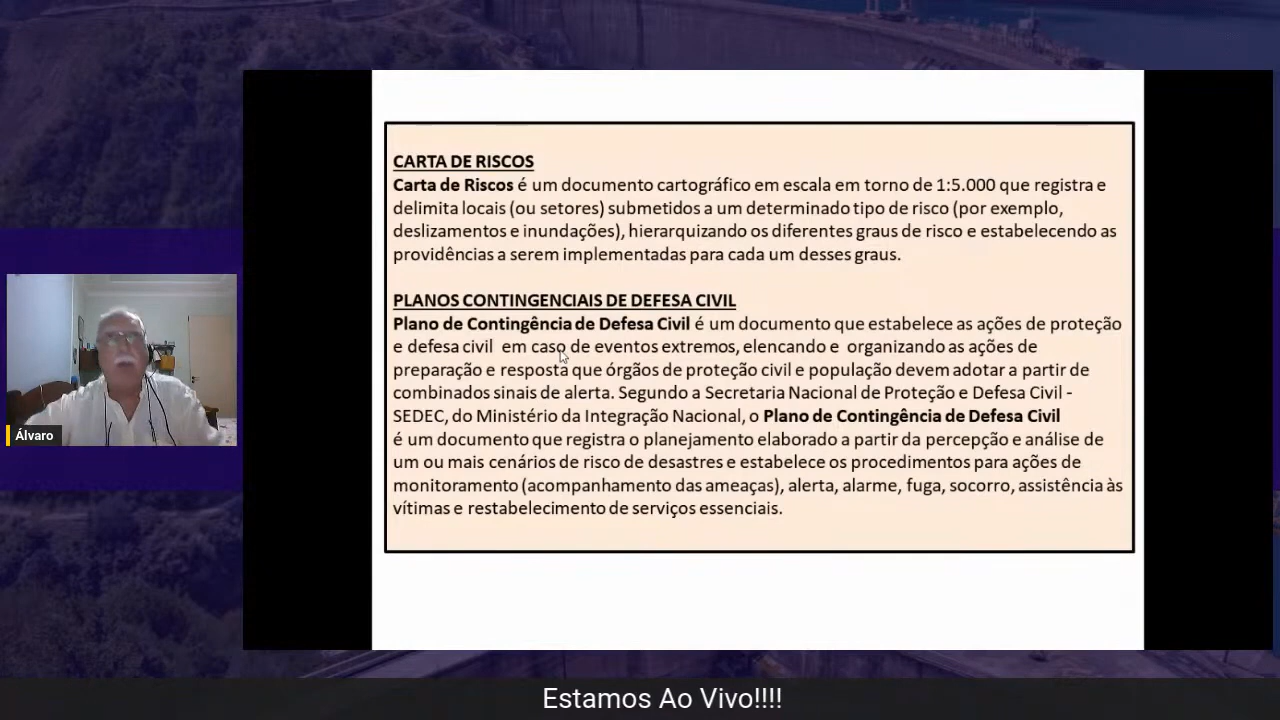 CARTA DE RISCOS
Carta de Riscos é um documento cartográfico em escala em torno de 1:5.000 que registra e
delimita locais (ou setores) submetidos a um determinado tipo de risco (por exemplo,
deslizamentos e inundações), hierarquizando os diferentes graus de risco e estabelecendo as
providências a serem implementadas para cada um desses graus.
PLANOS CONTINGENCIAIS DE DEFESA CIVIL
Plano de Contingência de Defesa Civil é um documento que estabelece as ações de proteção
e defesa civil em caso de eventos extremos, elencando e organizando as ações de
preparação e resposta que órgãos de proteção civil e população devem adotar a partir de
combinados sinais de alerta. Segundo a Secretaria Nacional de Proteção e Defesa Civil -
SEDEC, do Ministério da Integração Nacional, o Plano de Contingência de Defesa Civil
é um documento que registra o planejamento elaborado a partir da percepção e análise de
um ou mais cenários de risco de desastres e estabelece os procedimentos para ações de
monitoramento (acompanhamento das ameaças), alerta, alarme, fuga, socorro, assistência às
vítimas e restabelecimento de serviços essenciais.
Álvaro
Estamos Ao Vivo!!!!